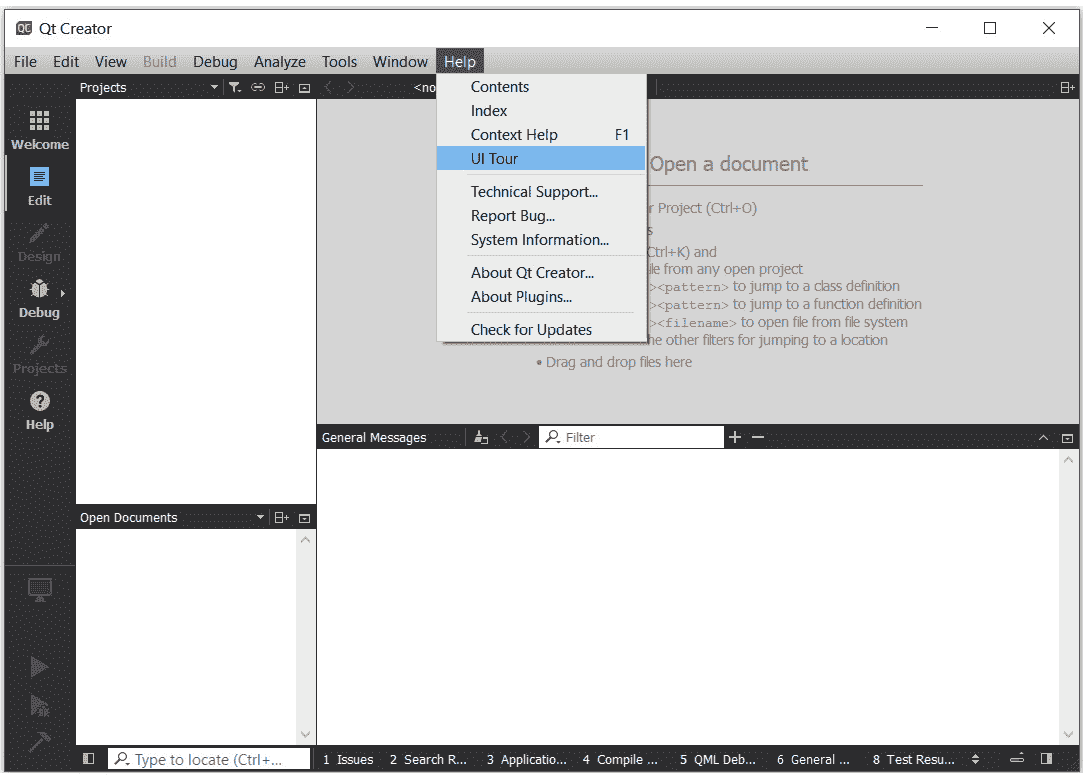 QC Qt Creator
File Edit View Build Debug Analyze Tools Window Help
Projects
<no
Contents
Index
Context Help F1
UI Tour
Technical Support...
Report Bug...
System Information...
About Qt Creator...
About Plugins...
Check for Updates
Welcome
Edit
Design
Debug
Projects
Help
Open a document
r Project (Ctrl+O)
s
(Ctrl+K) and
le from any open project
><pattern> to jump to a class definition
><pattern> to jump to a function definition
><filename> to open file from file system
he other filters for jumping to a location
• Drag and drop files here
General Messages
Filter
Open Documents
Type to locate (Ctrl+...
1 Issues 2 Search R... 3 Applicatio... 4 Compile ... 5 QML Deb... 6 General ... 8 Test Resu...